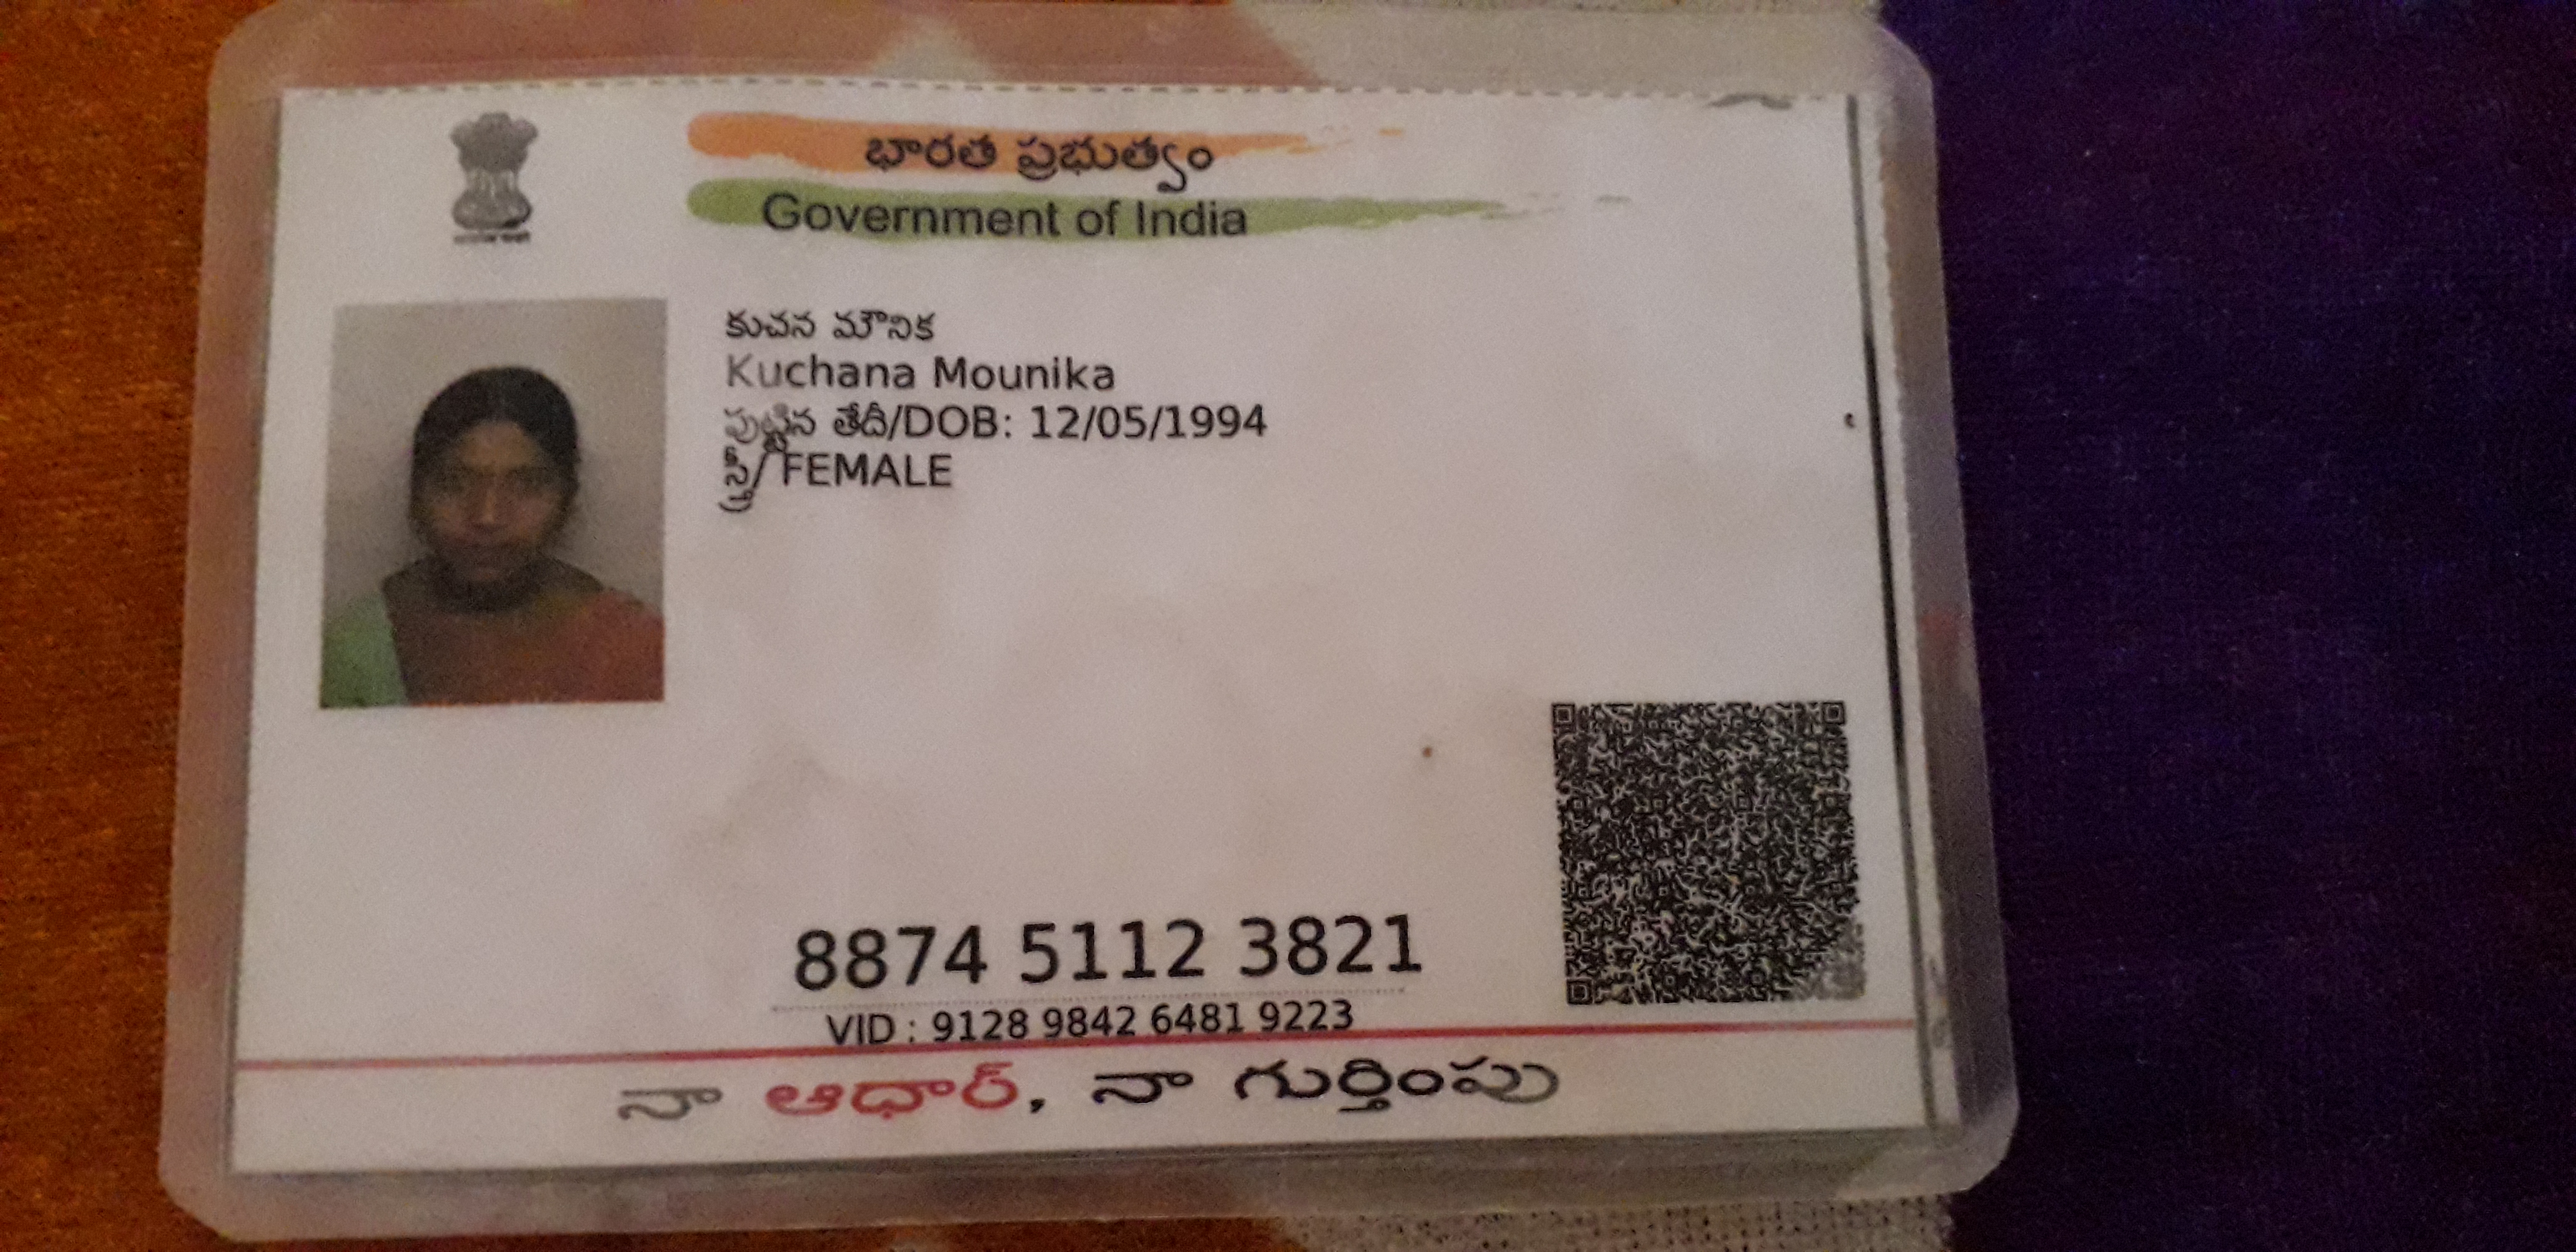 భారత ప్రభుత్వం
Government of India
కుచన మౌనిక
Kuchana Mounika
పుట్టిన తేదీ/DOB: 12/05/1994
స్త్రీ/ FEMALE
8874 5112 3821
VID : 9128 9842 6481 9223
నా ఆధార్, నా గుర్తింపు